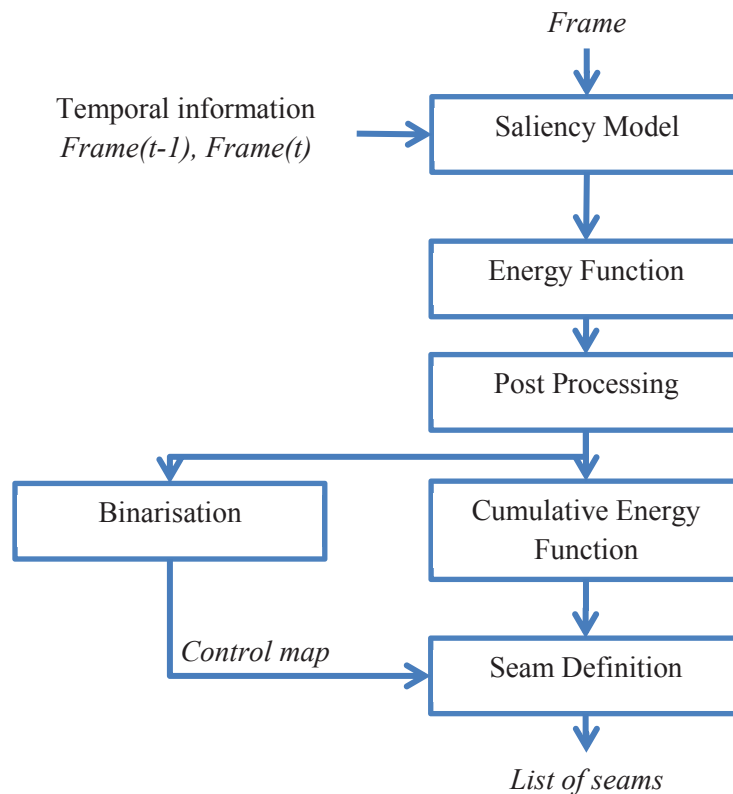 Frame
Temporal information
Frame(t-1), Frame(t)
Saliency Model
Energy Function
Post Processing
Binarisation
Cumulative Energy
Function
Control map
Seam Definition
List of seams